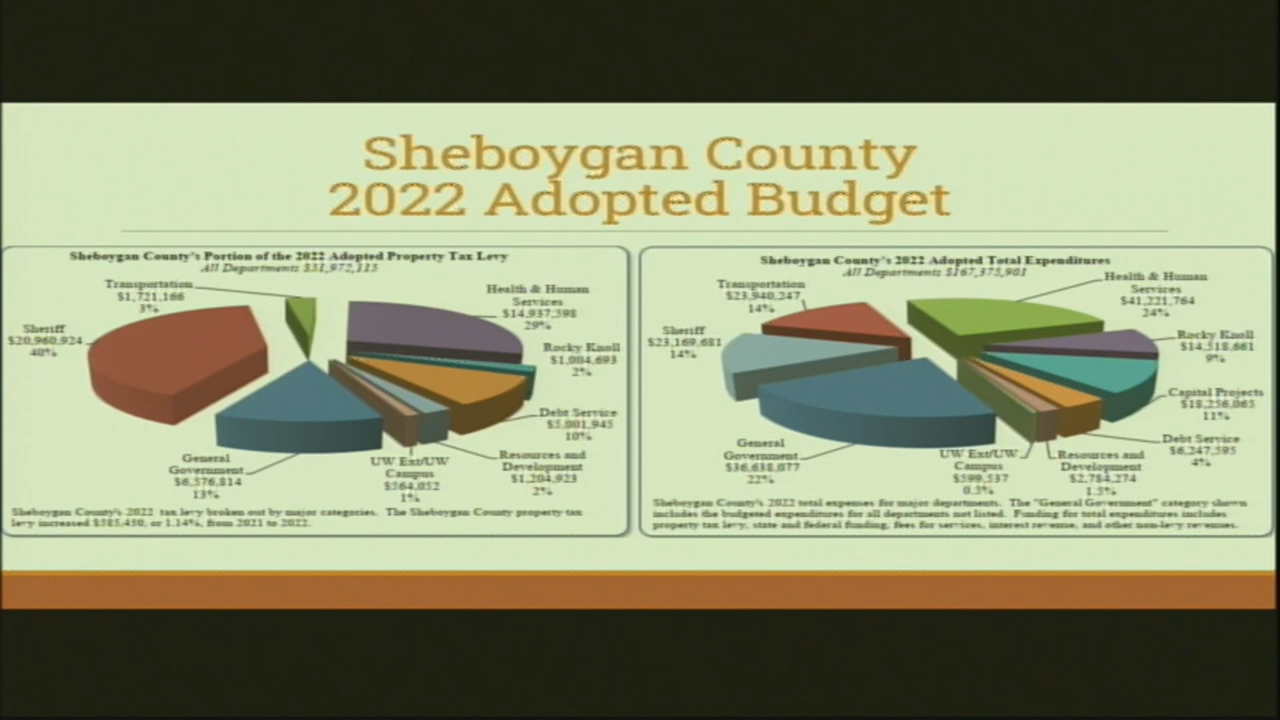 Sheboygan County
2022 Adopted Budget
Sheboygan County's Portion of the 2022 Adopted Property Tax Levy
All Departments $51,972,115
Transportation
$1,721,166
3%
Health & Human
Services
$14,937,598
29%
Sheriff
$20,960,924
40%
Rocky Knoll
$1,004,693
2%
Debt Service
$5,001,945
10%
General
Government
$6,576,814
13%
UW Ext/UW
Campus
$564,052
1%
Resources and
Development
$1,204,923
2%
Sheboygan County's 2022 tax levy broken out by major categories. The Sheboygan County property tax
levy increased $585,430, or 1.14%, from 2021 to 2022.
Sheboygan County's 2022 Adopted Total Expenditures
All Departments $167,375,901
Transportation
$23,940,247
14%
Health & Human
Services
$41,221,764
24%
Sheriff
$23,169,681
14%
Rocky Knoll
$14,518,661
9%
Capital Projects
$18,256,065
11%
Debt Service
$6,247,595
4%
General
Government
$36,638,077
22%
UW Ext/UW
Campus
$599,537
0.5%
Resources and
Development
$2,784,274
1.5%
Sheboygan County's 2022 total expenses for major departments. The "General Government" category shown
includes the budgeted expenditures for all departments not listed. Funding for total expenditures includes
property tax levy, state and federal funding, fees for services, interest revenue, and other non-levy revenues.